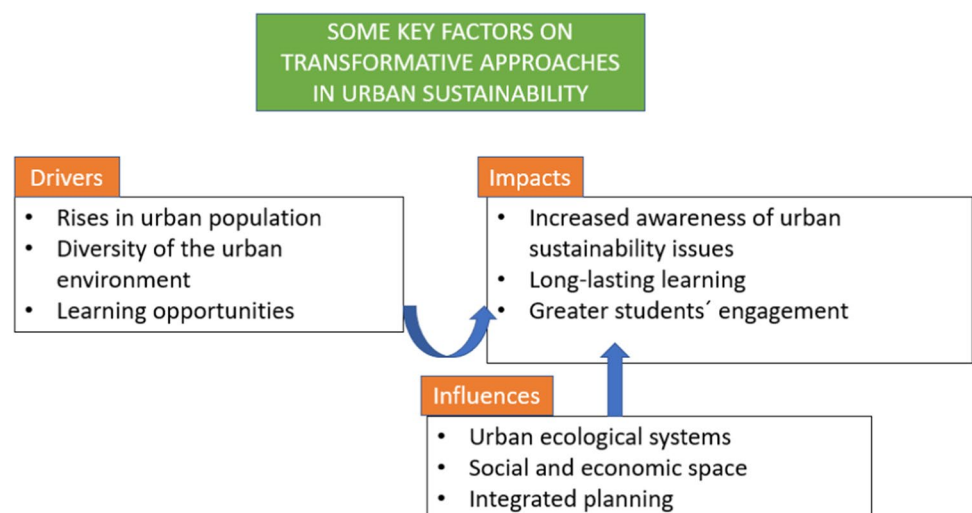 SOME KEY FACTORS ON
TRANSFORMATIVE APPROACHES
IN URBAN SUSTAINABILITY
Drivers
• Rises in urban population
• Diversity of the urban
environment
• Learning opportunities
Impacts
• Increased awareness of urban
sustainability issues
• Long-lasting learning
• Greater students´ engagement
Influences
• Urban ecological systems
• Social and economic space
• Integrated planning